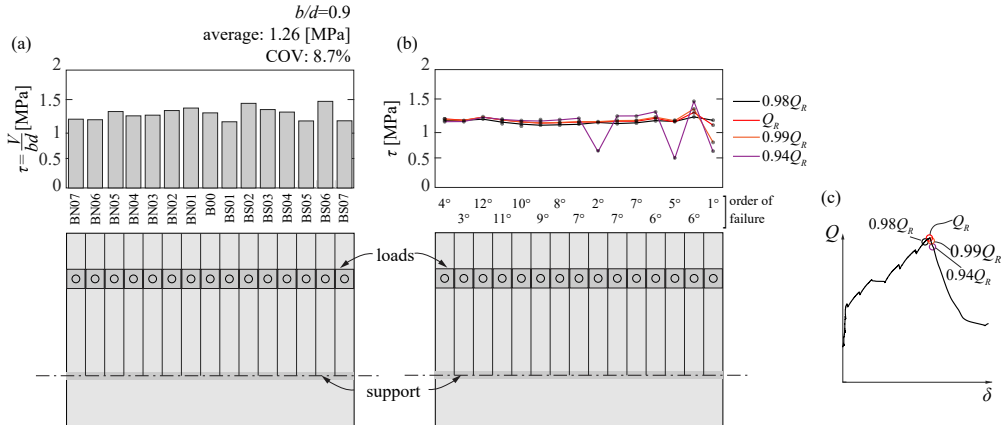 b/d=0.9
average: 1.26 [MPa]
COV: 8.7%
(a)
τ=V/bd [MPa]
2
1.5
1
0.5
0
BN07 BN06 BN05 BN04 BN03 BN02 BN01 B00 BS01 BS02 BS03 BS04 BS05 BS06 BS07
(b)
τ [MPa]
2
1.5
1
0.5
0
0.98Q_R
Q_R
0.99Q_R
0.94Q_R
4° 12° 10° 8° 2° 7° 5° 1° order of
3° 11° 9° 7° 7° 6° 6° failure
loads
support
(c)
Q
0.98Q_R
Q_R
0.99Q_R
0.94Q_R
δ